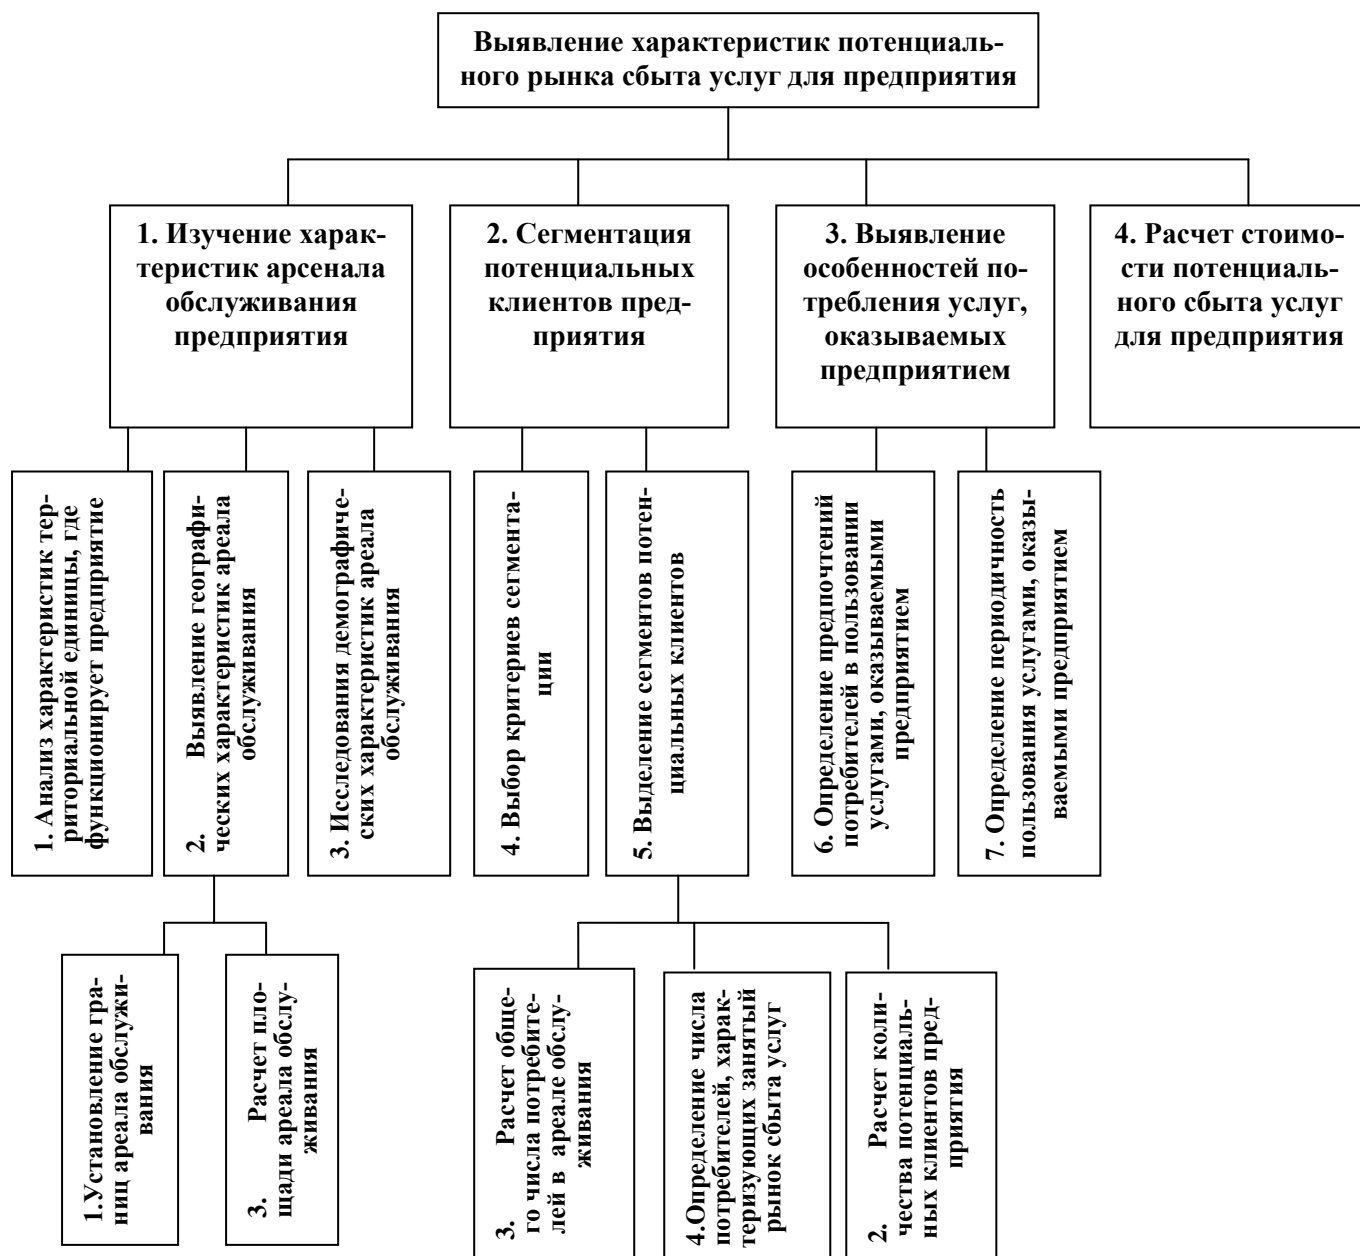 Выявление характеристик потенциаль-
ного рынка сбыта услуг для предприятия
1. Изучение харак-
теристик арсенала
обслуживания
предприятия
2. Сегментация
потенциальных
клиентов пред-
приятия
3. Выявление
особенностей по-
требления услуг,
оказываемых
предприятием
4. Расчет стоимо-
сти потенциаль-
ного сбыта услуг
для предприятия
1. Анализ характеристик тер-
риториальной единицы, где
функционирует предприятие
2. Выявление географи-
ческих характеристик ареала
обслуживания
3. Исследования демографиче-
ских характеристик ареала
обслуживания
4. Выбор критериев сегмента-
ции
5. Выделение сегментов потен-
циальных клиентов
6. Определение предпочтений
потребителей в пользовании
услугами, оказываемыми
предприятием
7. Определение периодичность
пользования услугами, оказы-
ваемыми предприятием
1.Установление гра-
ниц ареала обслужи-
вания
3. Расчет пло-
щади ареала обслу-
живания
3. Расчет обще-
го числа потребите-
лей в ареале обслу-
живания
4.Определение числа
потребителей, харак-
теризующих занятый
рынок сбыта услуг
2. Расчет коли-
чества потенциаль-
ных клиентов пред-
приятия